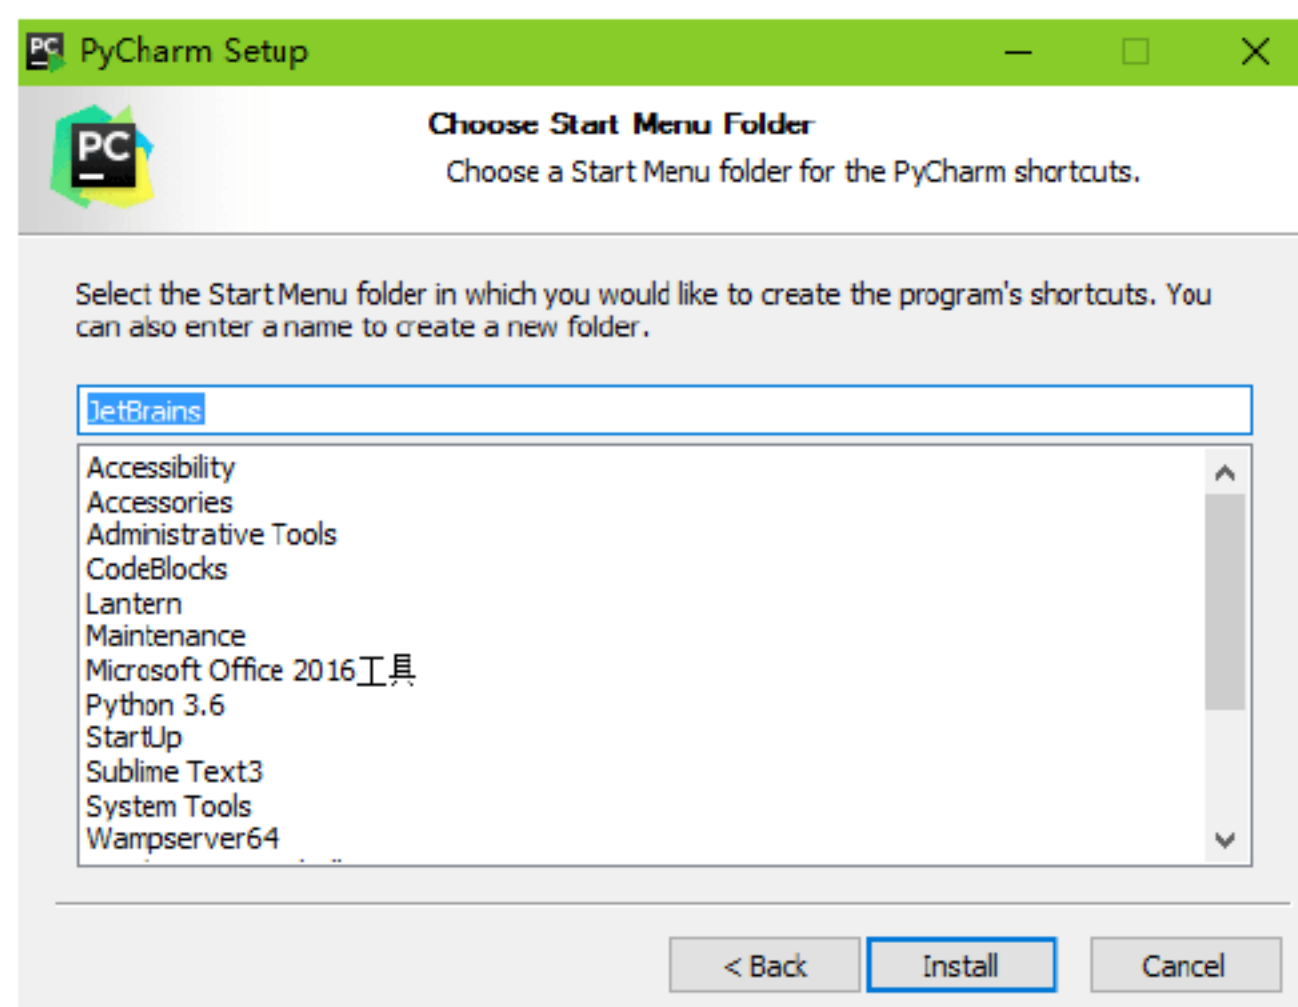 PC PyCharm Setup
PC
Choose Start Menu Folder
Choose a Start Menu folder for the PyCharm shortcuts.
Select the Start Menu folder in which you would like to create the program's shortcuts. You
can also enter a name to create a new folder.
JetBrains
Accessibility
Accessories
Administrative Tools
CodeBlocks
Lantern
Maintenance
Microsoft Office 2016工具
Python 3.6
StartUp
Sublime Text3
System Tools
Wampserver64
< Back Install Cancel